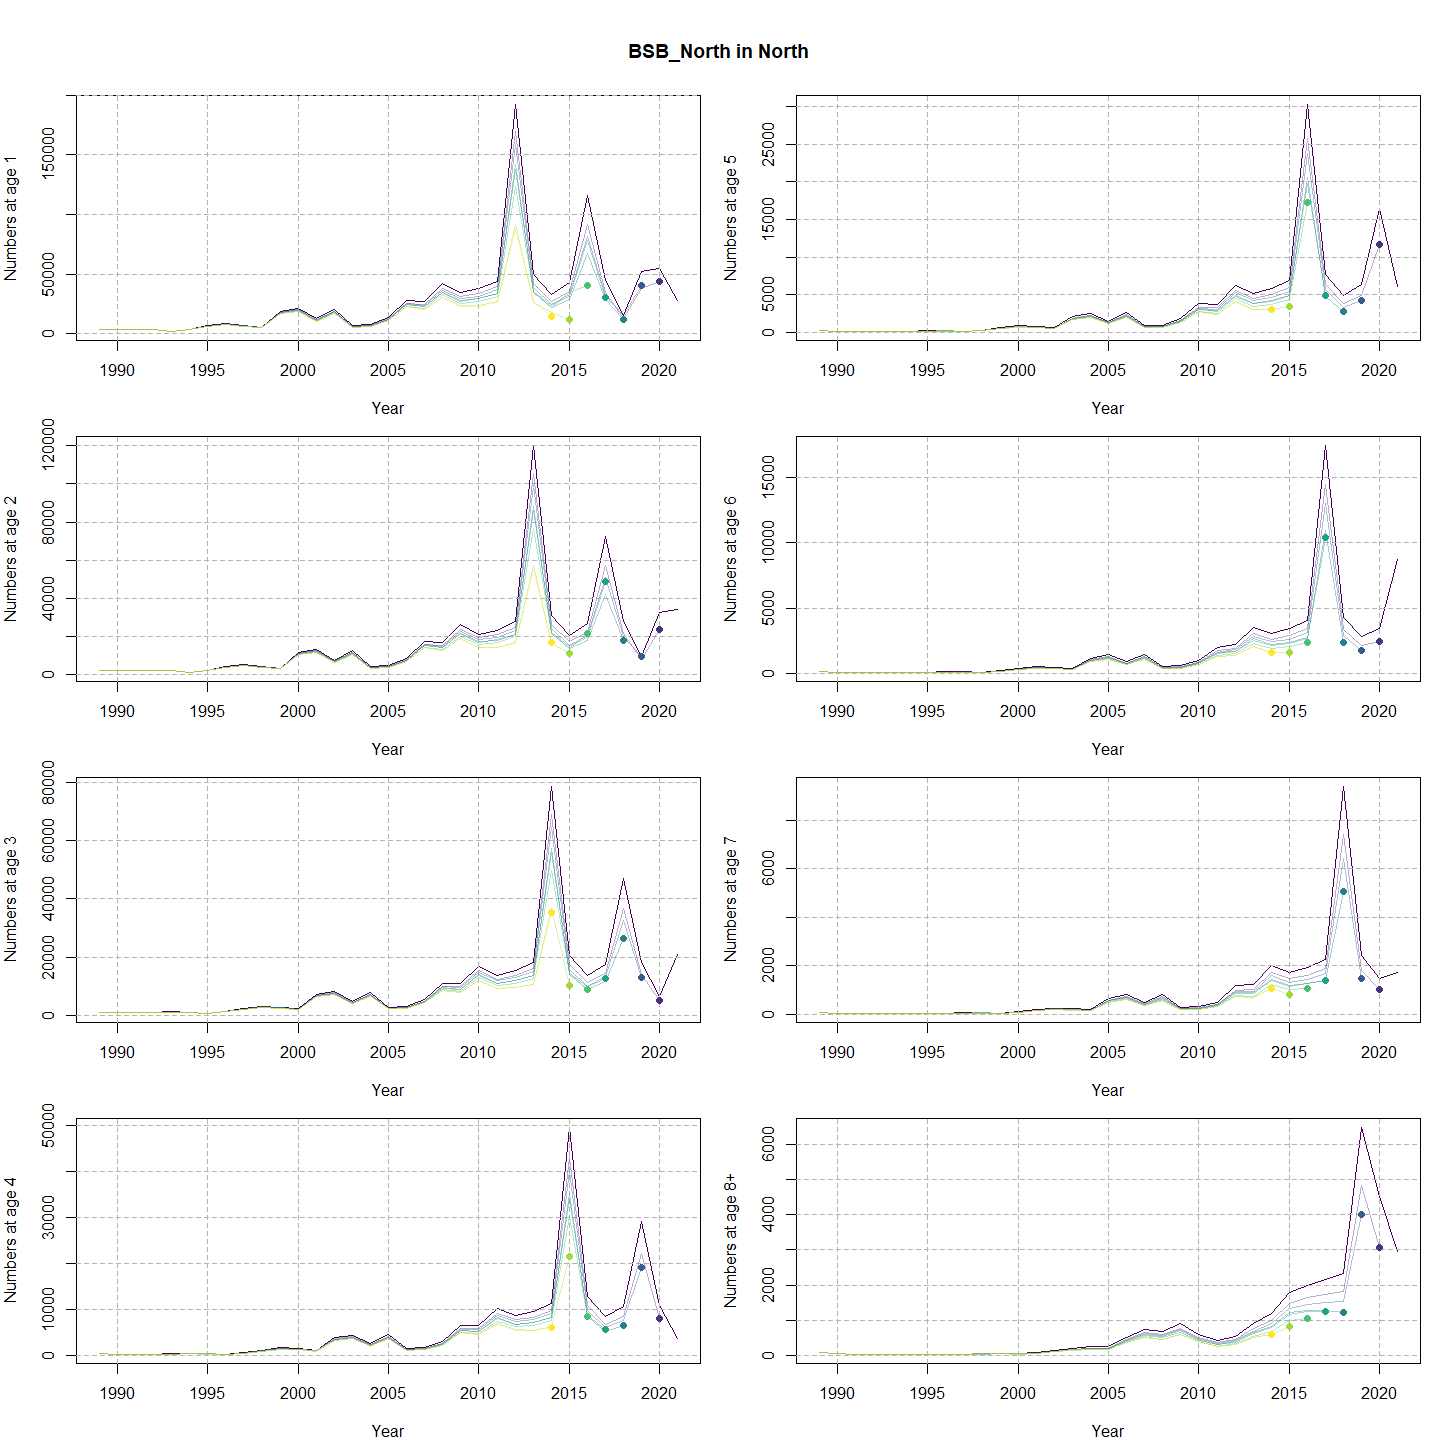 BSB_North in North
Numbers at age 1
0 50000 150000
1990 1995 2000 2005 2010 2015 2020
Year
Numbers at age 5
0 5000 15000 25000
1990 1995 2000 2005 2010 2015 2020
Year
Numbers at age 2
0 40000 80000 120000
1990 1995 2000 2005 2010 2015 2020
Year
Numbers at age 6
0 5000 10000 15000
1990 1995 2000 2005 2010 2015 2020
Year
Numbers at age 3
0 20000 40000 60000 80000
1990 1995 2000 2005 2010 2015 2020
Year
Numbers at age 7
0 2000 6000
1990 1995 2000 2005 2010 2015 2020
Year
Numbers at age 4
0 10000 30000 50000
1990 1995 2000 2005 2010 2015 2020
Year
Numbers at age 8+
0 2000 4000 6000
1990 1995 2000 2005 2010 2015 2020
Year